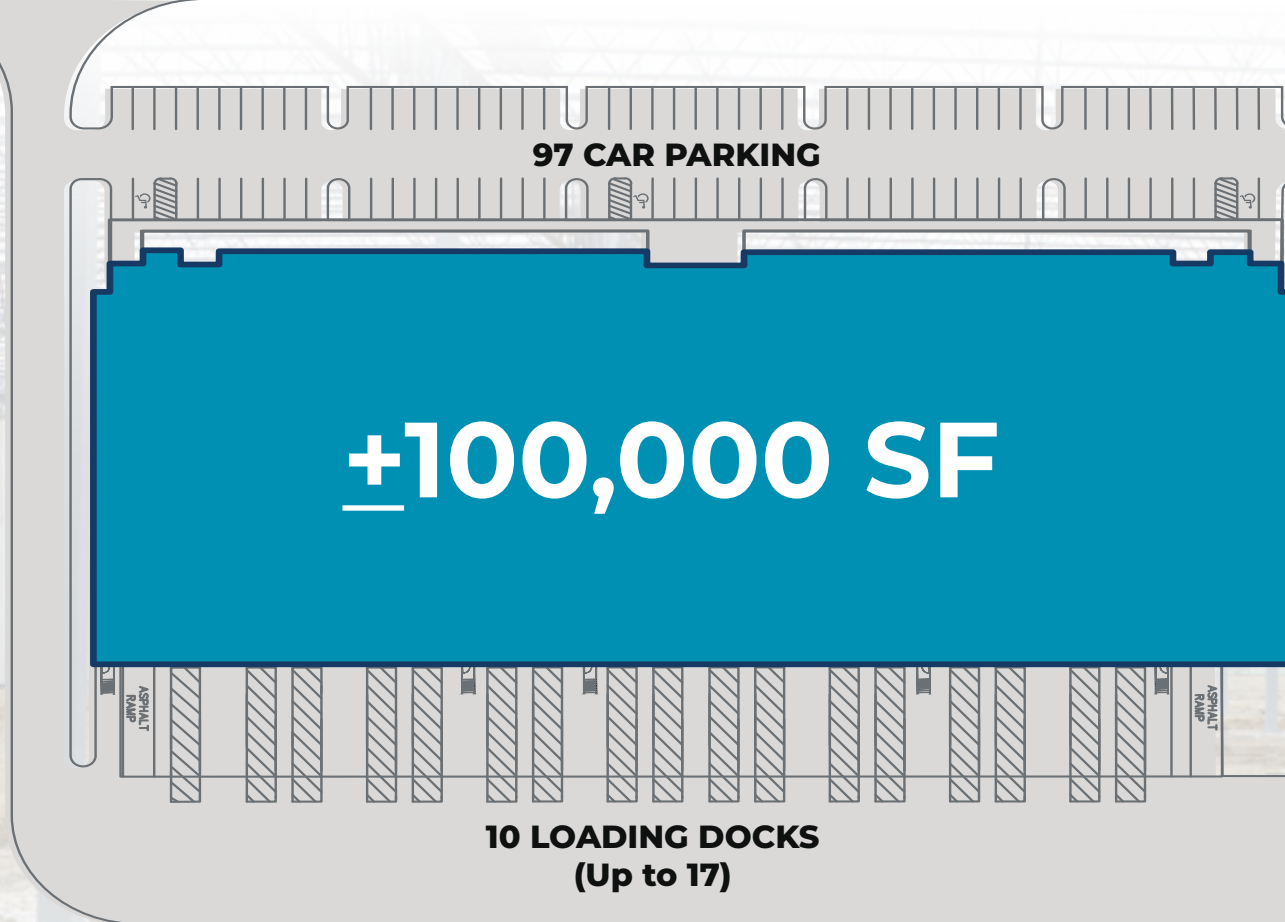 97 CAR PARKING
±100,000 SF
ASPHALT
RAMP
ASPHALT
RAMP
10 LOADING DOCKS
(Up to 17)